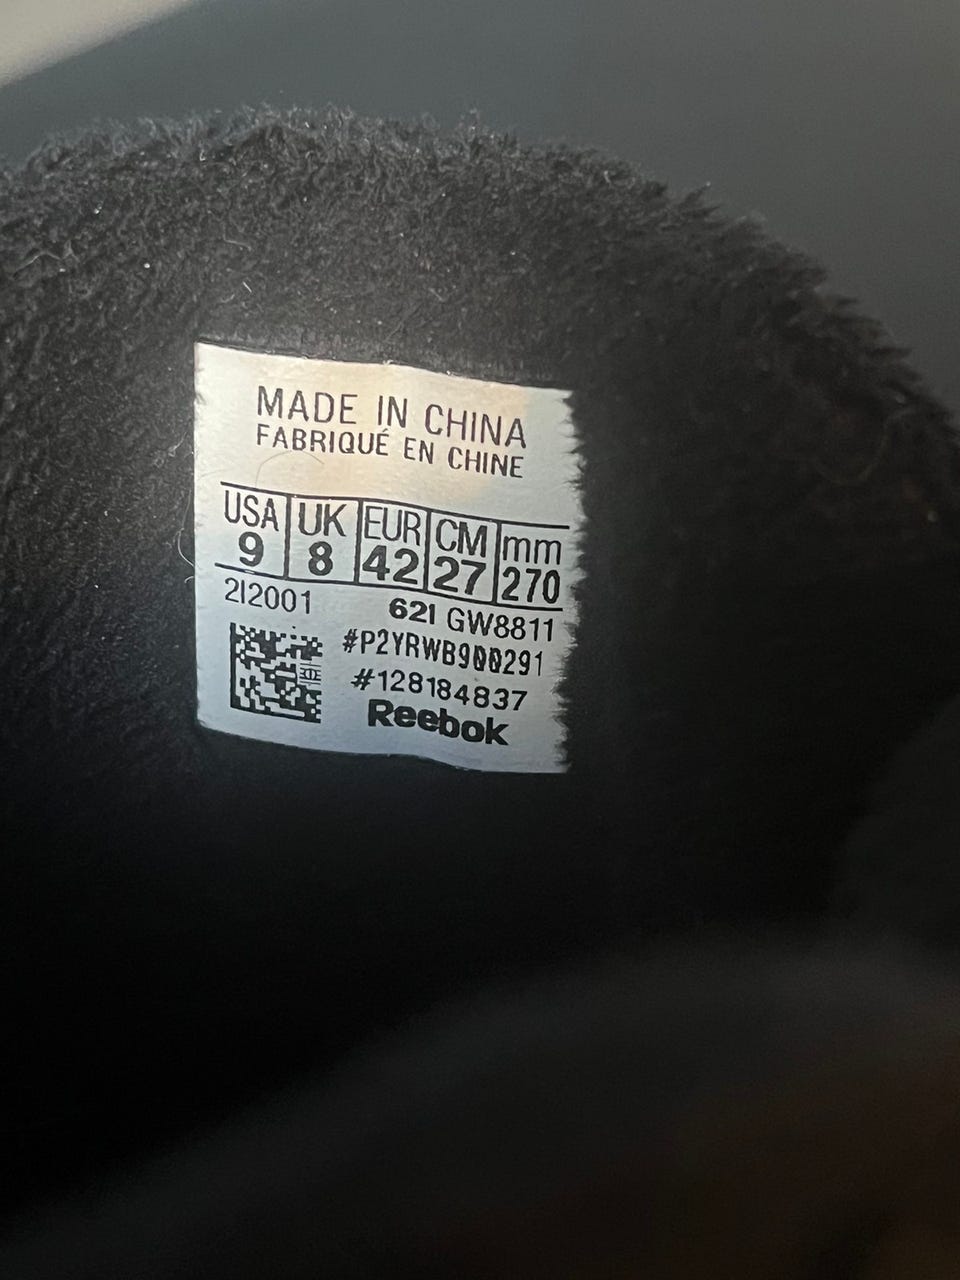 MADE IN CHINA
FABRIQUÉ EN CHINE
USA UK EUR CM mm
9 8 42 27 270
212001 621 GW8811
#P2YRWB900291
#128184837
Reebok